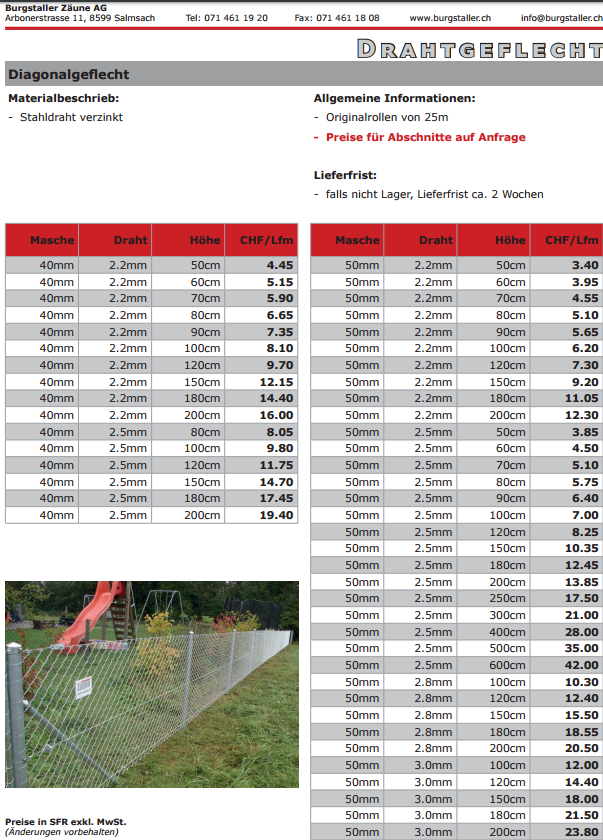 Burgstaller Zäune AG
Arbonerstrasse 11, 8599 Salmsach Tel: 071 461 19 20 Fax: 071 461 18 08 www.burgstaller.ch info@burgstaller.ch
DRAHTGEFLECHT
Diagonalgeflecht
Materialbeschrieb:
- Stahldraht verzinkt
Allgemeine Informationen:
- Originalrollen von 25m
- Preise für Abschnitte auf Anfrage
Lieferfrist:
- falls nicht Lager, Lieferfrist ca. 2 Wochen
Masche Draht Höhe CHF/Lfm
40mm 2.2mm 50cm 4.45
40mm 2.2mm 60cm 5.15
40mm 2.2mm 70cm 5.90
40mm 2.2mm 80cm 6.65
40mm 2.2mm 90cm 7.35
40mm 2.2mm 100cm 8.10
40mm 2.2mm 120cm 9.70
40mm 2.2mm 150cm 12.15
40mm 2.2mm 180cm 14.40
40mm 2.2mm 200cm 16.00
40mm 2.5mm 80cm 8.05
40mm 2.5mm 100cm 9.80
40mm 2.5mm 120cm 11.75
40mm 2.5mm 150cm 14.70
40mm 2.5mm 180cm 17.45
40mm 2.5mm 200cm 19.40
Masche Draht Höhe CHF/Lfm
50mm 2.2mm 50cm 3.40
50mm 2.2mm 60cm 3.95
50mm 2.2mm 70cm 4.55
50mm 2.2mm 80cm 5.10
50mm 2.2mm 90cm 5.65
50mm 2.2mm 100cm 6.20
50mm 2.2mm 120cm 7.30
50mm 2.2mm 150cm 9.20
50mm 2.2mm 180cm 11.05
50mm 2.2mm 200cm 12.30
50mm 2.5mm 50cm 3.85
50mm 2.5mm 60cm 4.50
50mm 2.5mm 70cm 5.10
50mm 2.5mm 80cm 5.75
50mm 2.5mm 90cm 6.40
50mm 2.5mm 100cm 7.00
50mm 2.5mm 120cm 8.25
50mm 2.5mm 150cm 10.35
50mm 2.5mm 180cm 12.45
50mm 2.5mm 200cm 13.85
50mm 2.5mm 250cm 17.50
50mm 2.5mm 300cm 21.00
50mm 2.5mm 400cm 28.00
50mm 2.5mm 500cm 35.00
50mm 2.5mm 600cm 42.00
50mm 2.8mm 100cm 10.30
50mm 2.8mm 120cm 12.40
50mm 2.8mm 150cm 15.50
50mm 2.8mm 180cm 18.55
50mm 2.8mm 200cm 20.50
50mm 3.0mm 100cm 12.00
50mm 3.0mm 120cm 14.40
50mm 3.0mm 150cm 18.00
50mm 3.0mm 180cm 21.50
50mm 3.0mm 200cm 23.80
Preise in SFR exkl. MwSt.
(Änderungen vorbehalten)